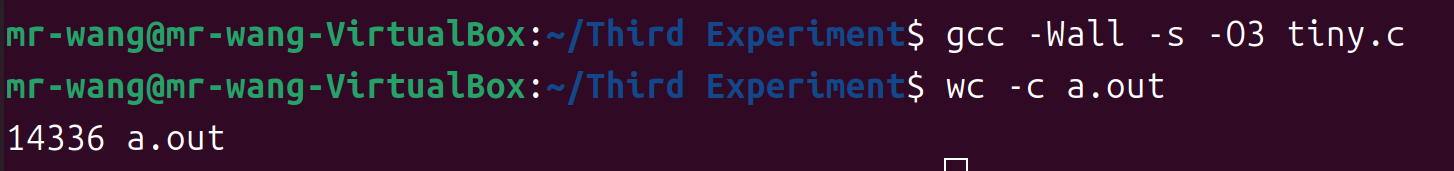 mr-wang@mr-wang-VirtualBox:~/Third Experiment$ gcc -Wall -s -O3 tiny.c
mr-wang@mr-wang-VirtualBox:~/Third Experiment$ wc -c a.out
14336 a.out